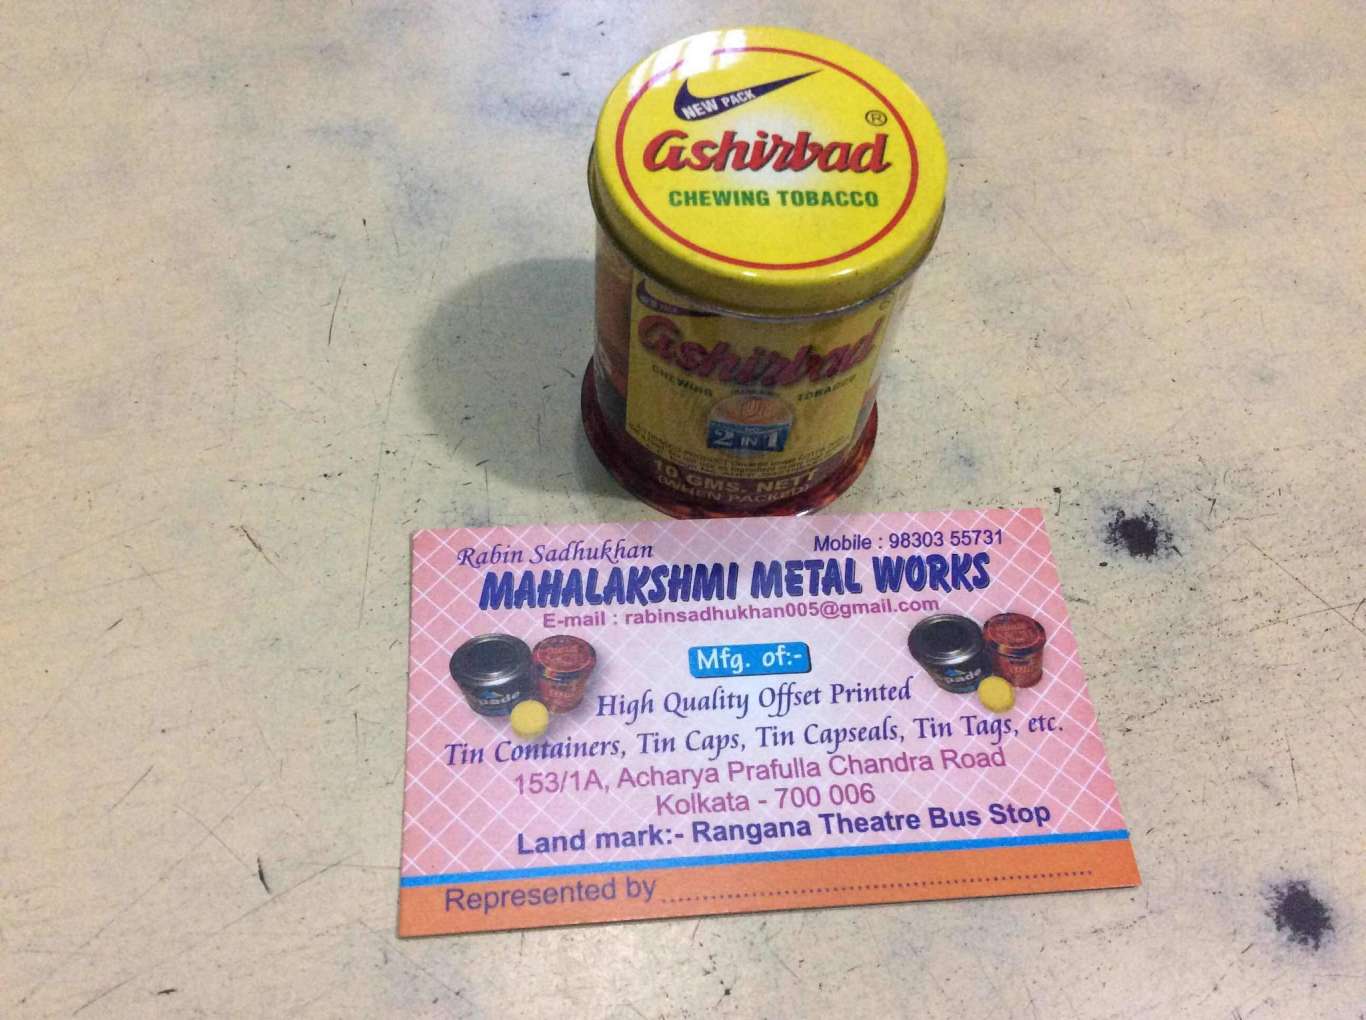 NEW PACK
Ashirbad ®
CHEWING TOBACCO
Ashirbad
CHEWING TOBACCO
2 IN 1
10 GMS. NETT
(WHEN PACKED)
Rabin Sadhukhan Mobile : 98303 55731
MAHALAKSHMI METAL WORKS
E-mail : rabinsadhukhan005@gmail.com
Mfg. of:-
High Quality Offset Printed
Tin Containers, Tin Caps, Tin Capseals, Tin Tags, etc.
153/1A, Acharya Prafulla Chandra Road
Kolkata - 700 006
Land mark:- Rangana Theatre Bus Stop
Represented by